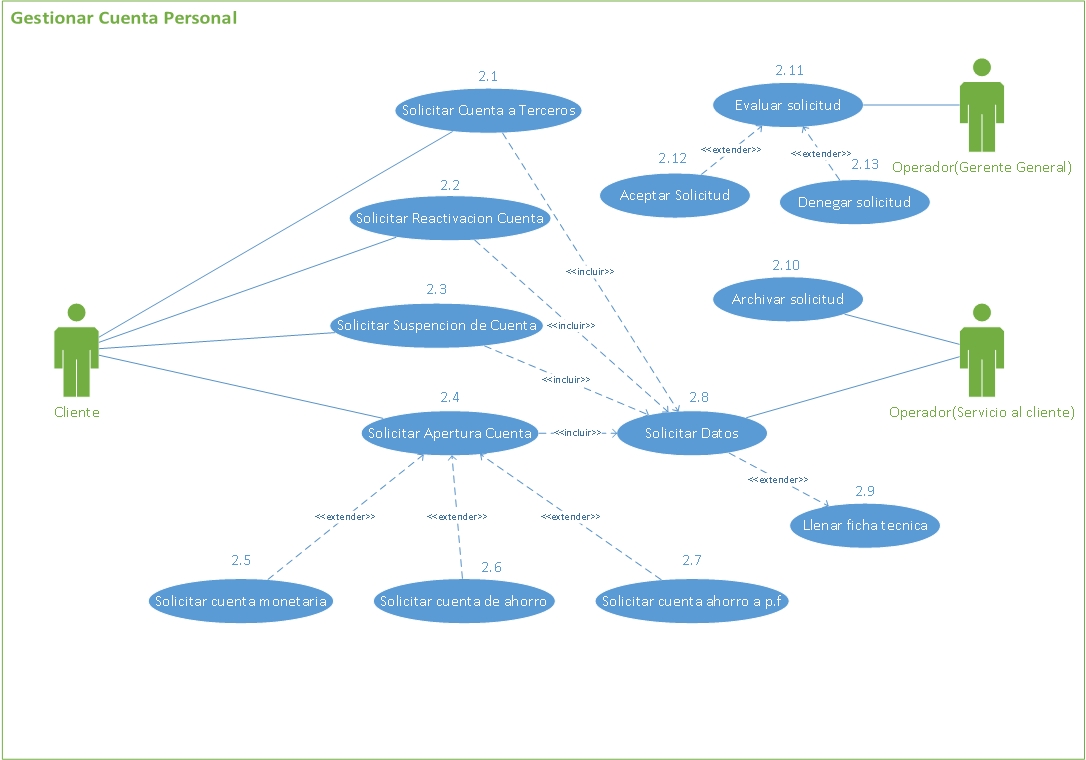 Gestionar Cuenta Personal
2.1
Solicitar Cuenta a Terceros
2.11
Evaluar solicitud
<<extender>>
<<extender>>
2.12
2.13
Operador(Gerente General)
Aceptar Solicitud
Denegar solicitud
2.2
Solicitar Reactivacion Cuenta
<<incluir>>
2.10
Archivar solicitud
2.3
Solicitar Suspencion de Cuenta
<<incluir>>
<<incluir>>
Cliente
Operador(Servicio al cliente)
2.4
Solicitar Apertura Cuenta
<<incluir>>
2.8
Solicitar Datos
<<extender>>
2.9
Llenar ficha tecnica
<<extender>>
<<extender>>
<<extender>>
2.5
Solicitar cuenta monetaria
2.6
Solicitar cuenta de ahorro
2.7
Solicitar cuenta ahorro a p.f